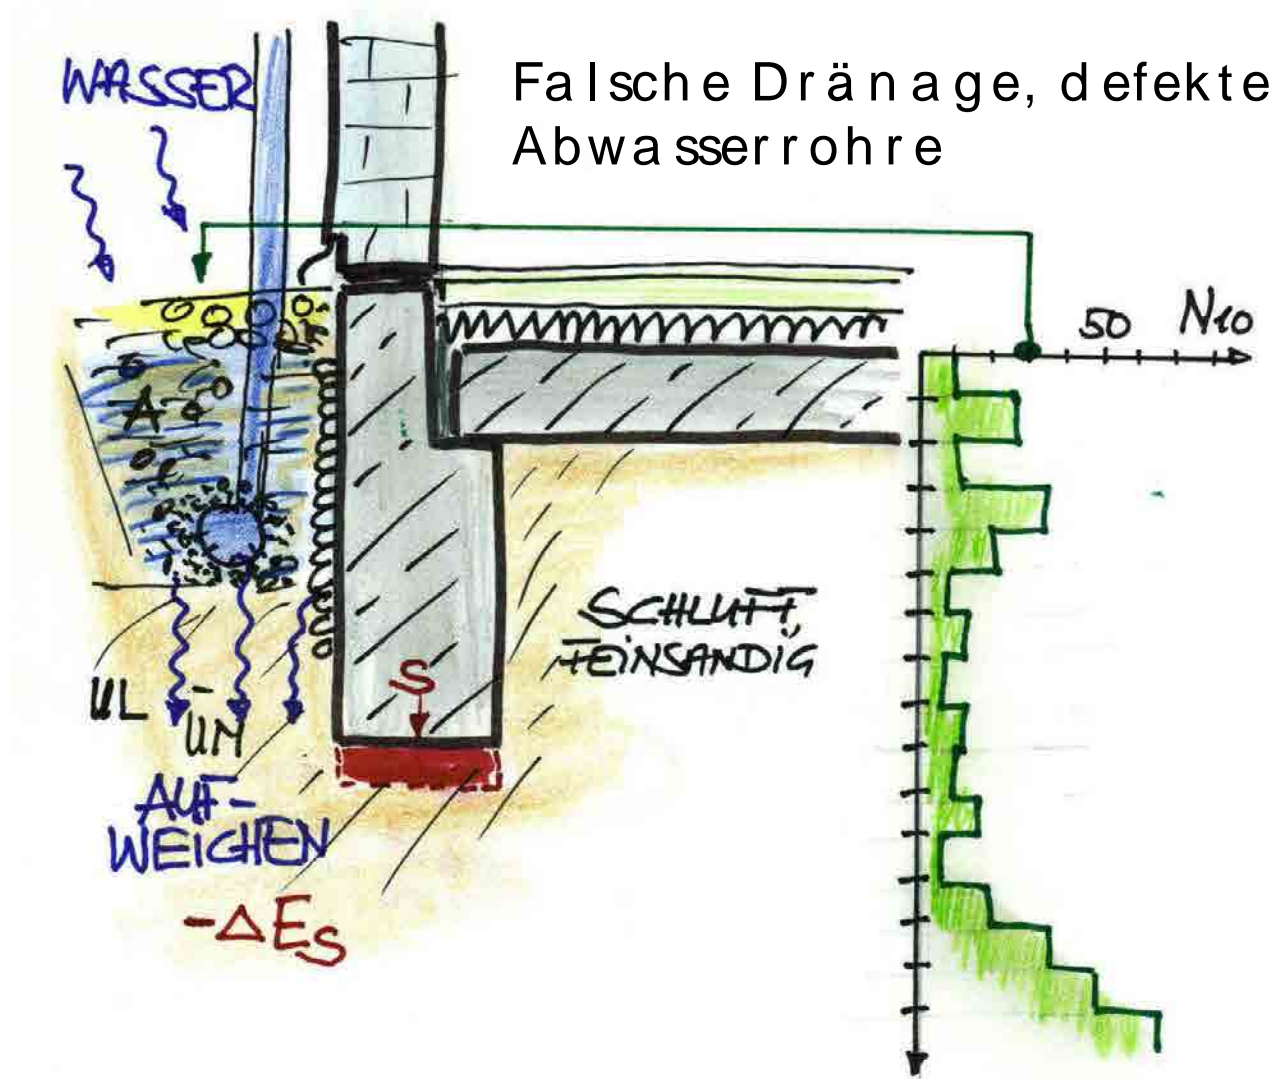 Falsche Dränage, defekte
Abwasserrohre
WASSER
50 N10
A
SCHLUFF,
FEINSANDIG
S
UL -
UM
AUF-
WEICHEN
-ΔES